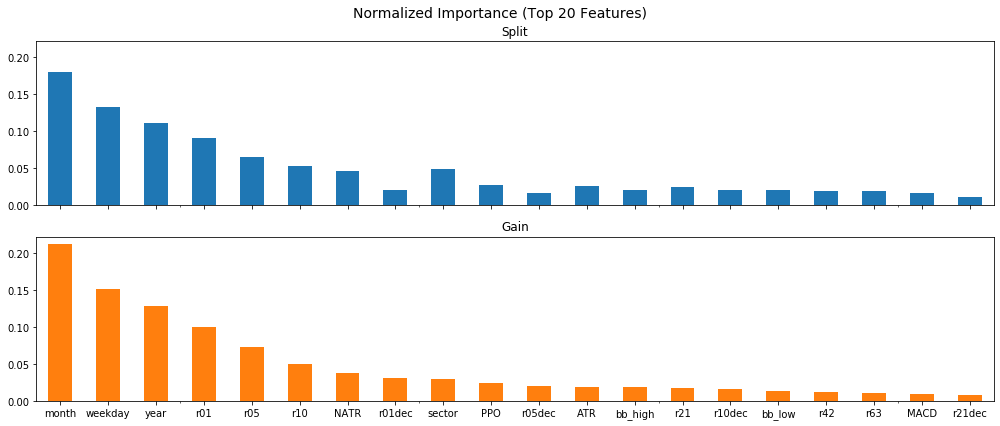 Normalized Importance (Top 20 Features)
Split
0.20
0.15
0.10
0.05
0.00
Gain
0.20
0.15
0.10
0.05
0.00
month weekday year r01 r05 r10 NATR r01dec sector PPO r05dec ATR bb_high r21 r10dec bb_low r42 r63 MACD r21dec